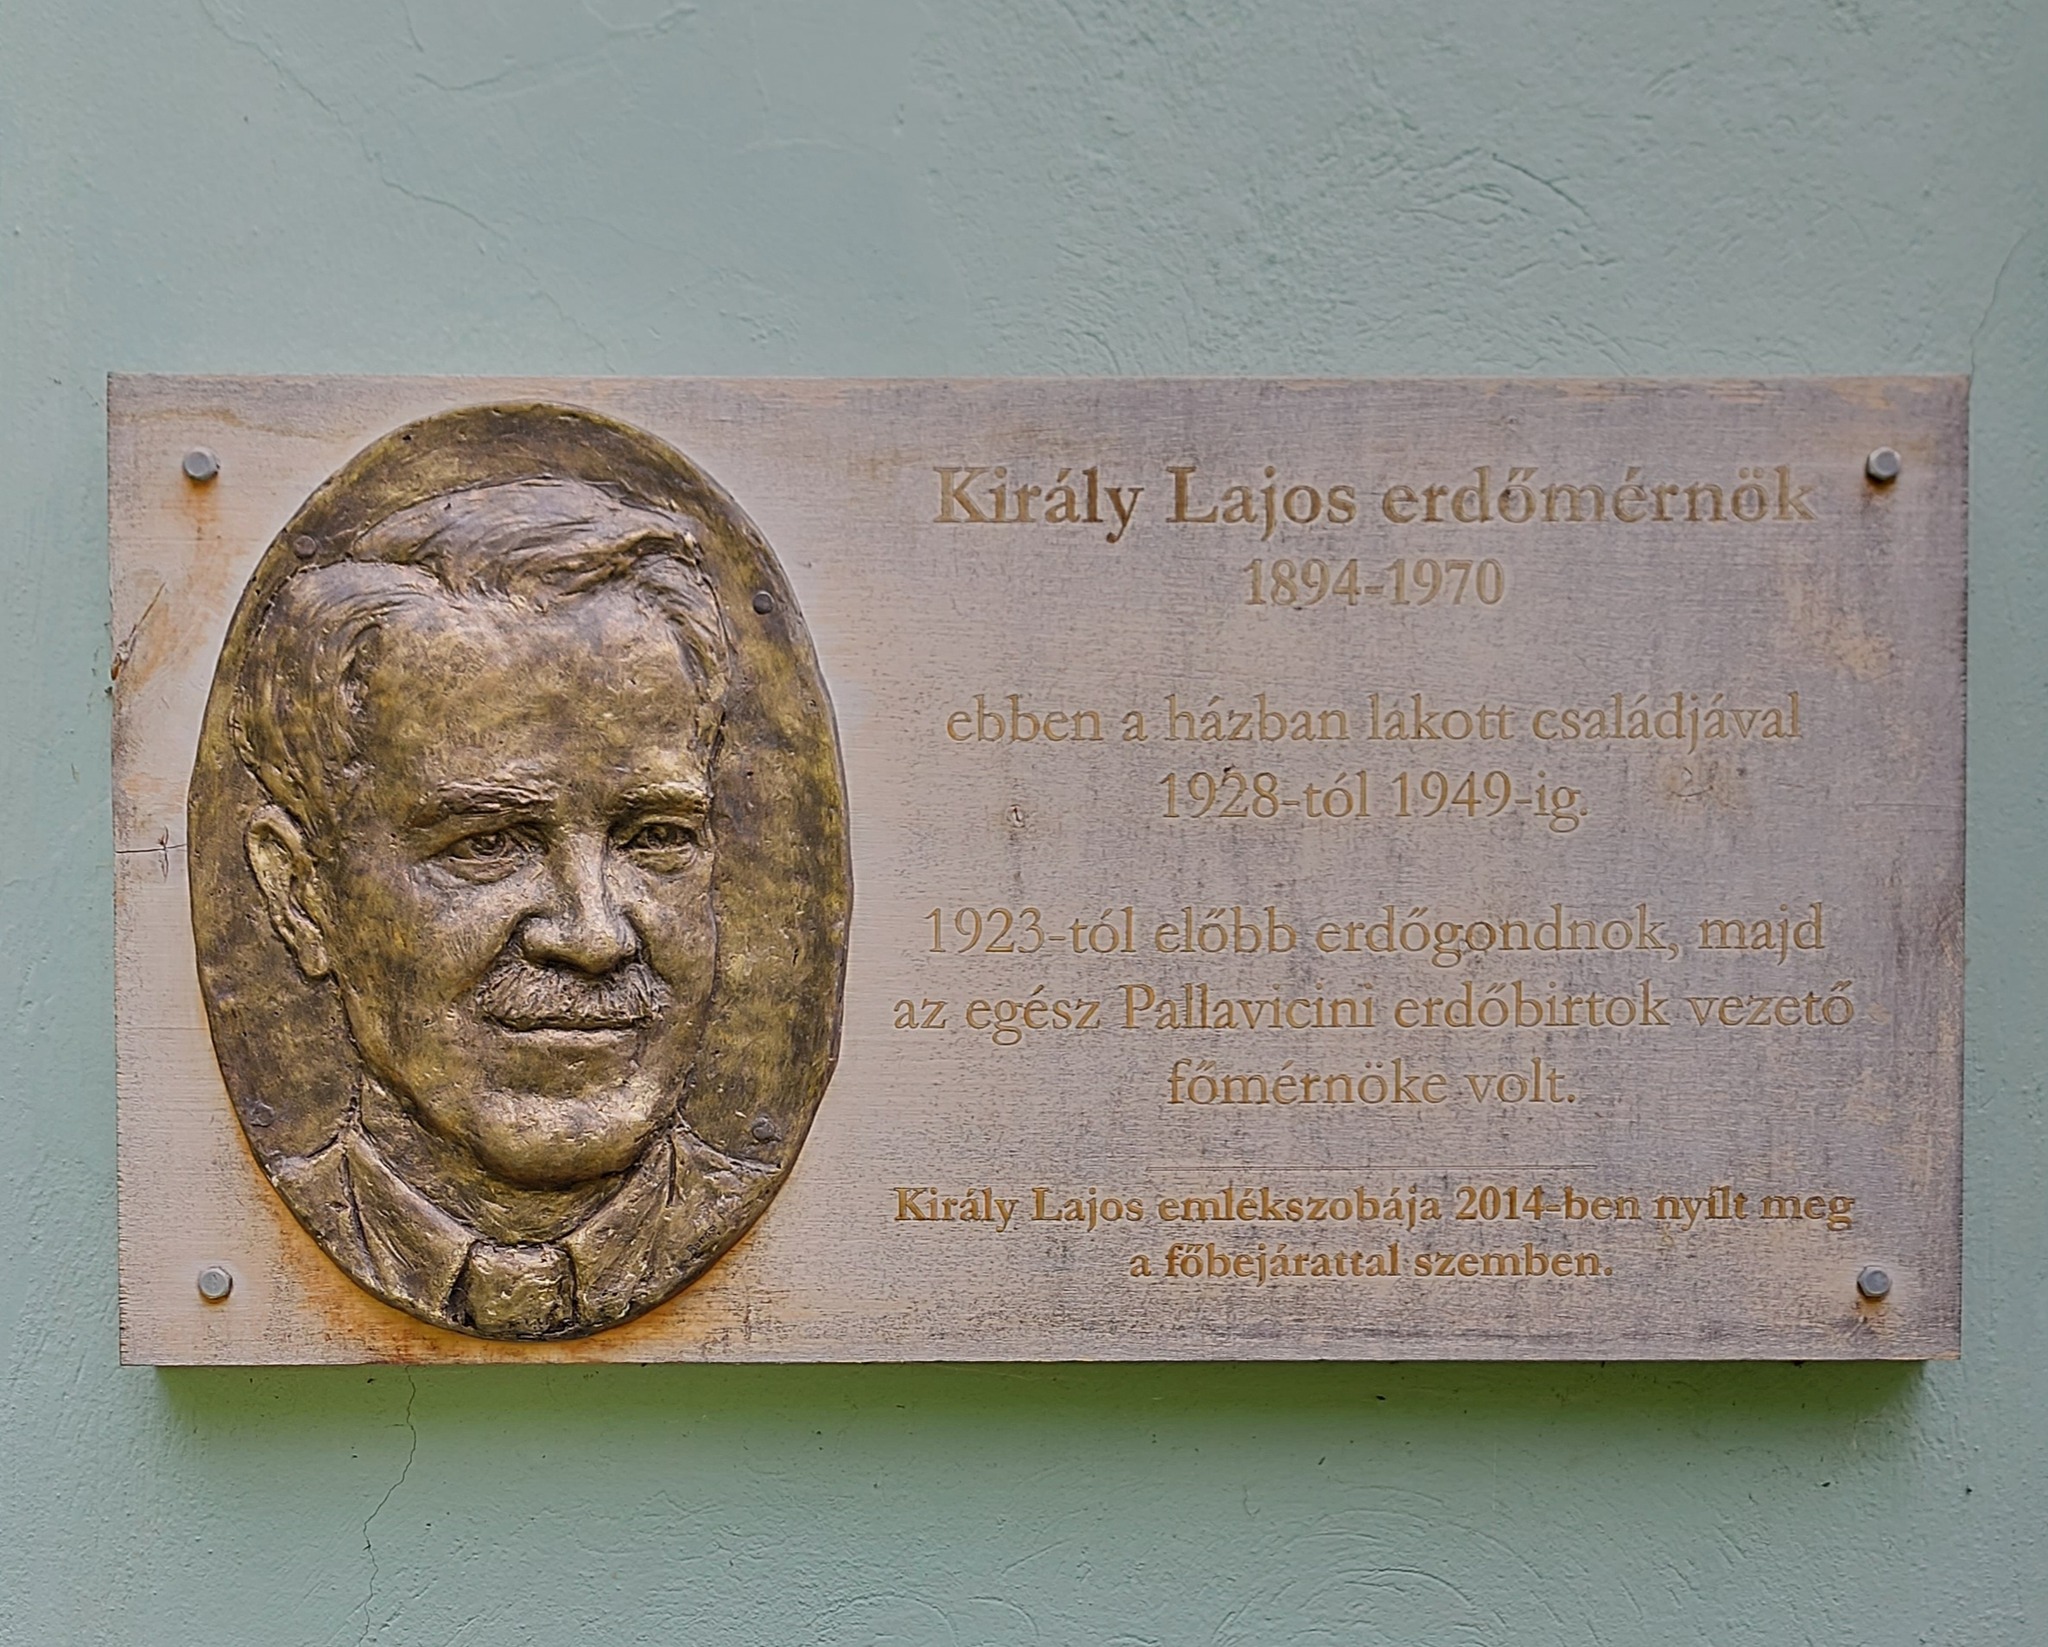 Király Lajos erdőmérnök
1894-1970
ebben a házban lakott családjával
1928-tól 1949-ig.
1923-tól előbb erdőgondnok, majd
az egész Pallavicini erdőbirtok vezető
főmérnöke volt.
Király Lajos emlékszobája 2014-ben nyílt meg
a főbejárattal szemben.